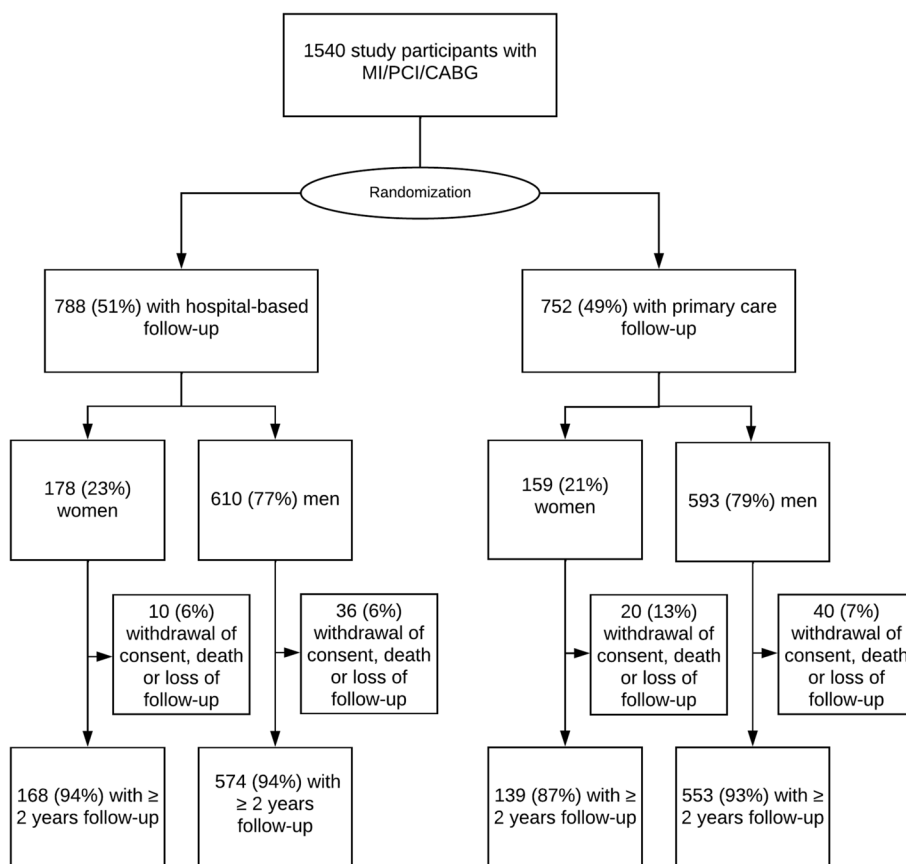 1540 study participants with
MI/PCI/CABG
Randomization
788 (51%) with hospital-based
follow-up
752 (49%) with primary care
follow-up
178 (23%)
women
610 (77%) men
159 (21%)
women
593 (79%) men
10 (6%)
withdrawal of
consent, death
or loss of
follow-up
36 (6%)
withdrawal of
consent, death
or loss of
follow-up
20 (13%)
withdrawal of
consent, death
or loss of
follow-up
40 (7%)
withdrawal of
consent, death
or loss of
follow-up
168 (94%) with ≥
2 years follow-up
574 (94%) with
≥ 2 years
follow-up
139 (87%) with ≥
2 years follow-up
553 (93%) with ≥
2 years follow-up